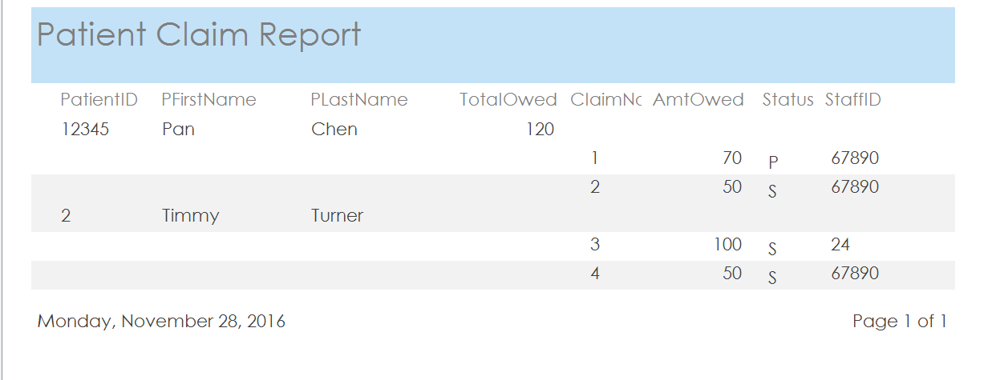 Patient Claim Report
PatientID PFirstName PLastName TotalOwed ClaimNo AmtOwed Status StaffID
12345 Pan Chen 120
1 70 P 67890
2 50 S 67890
2 Timmy Turner
3 100 S 24
4 50 S 67890
Monday, November 28, 2016 Page 1 of 1